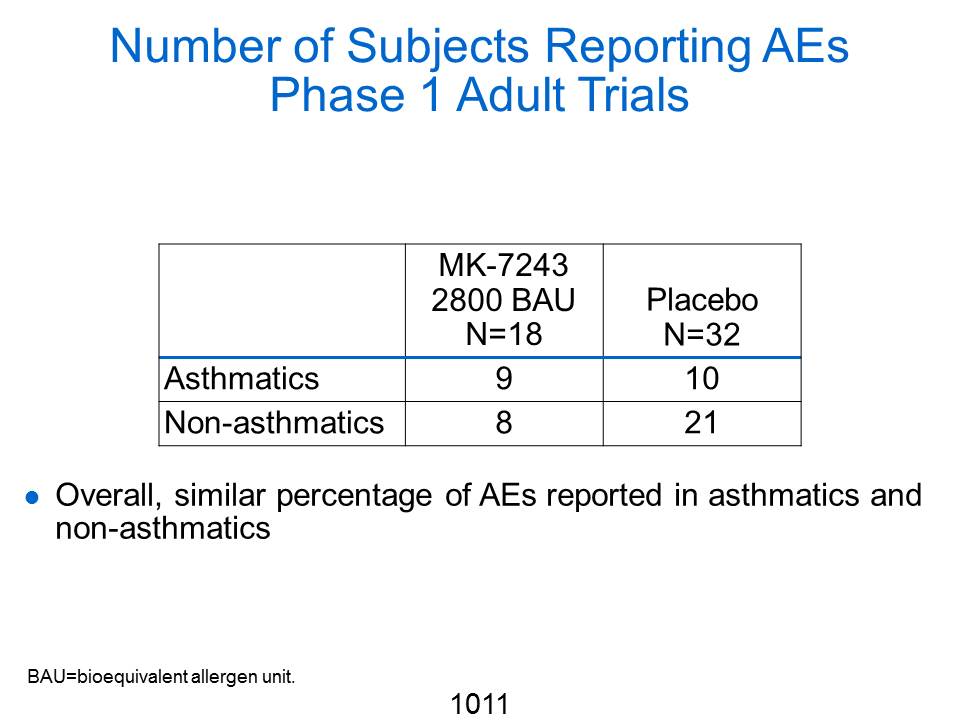 Number of Subjects Reporting AEs
Phase 1 Adult Trials
MK-7243
2800 BAU
N=18
Placebo
N=32
Asthmatics 9 10
Non-asthmatics 8 21
● Overall, similar percentage of AEs reported in asthmatics and
non-asthmatics
BAU=bioequivalent allergen unit.
1011